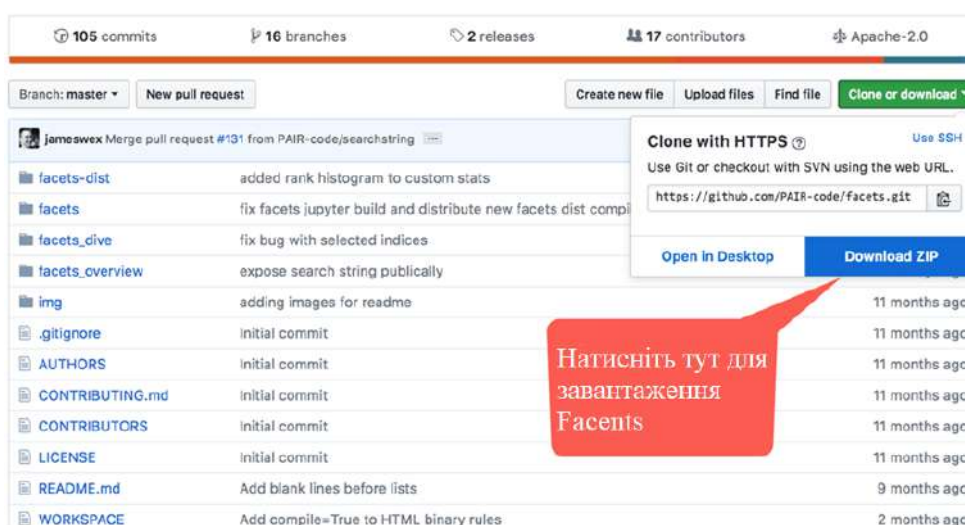 105 commits 16 branches 2 releases 17 contributors Apache-2.0
Branch: master New pull request Create new file Upload files Find file Clone or download
jameswex Merge pull request #131 from PAIR-code/searchstring
Clone with HTTPS Use SSH
Use Git or checkout with SVN using the web URL.
https://github.com/PAIR-code/facets.git
Open in Desktop Download ZIP
facets-dist added rank histogram to custom stats
facets fix facets jupyter build and distribute new facets dist compi
facets_dive fix bug with selected indices
facets_overview expose search string publically
img adding images for readme 11 months ago
.gitignore Initial commit 11 months ago
AUTHORS Initial commit 11 months ago
CONTRIBUTING.md Initial commit 11 months ago
CONTRIBUTORS Initial commit 11 months ago
LICENSE Initial commit 11 months ago
README.md Add blank lines before lists 9 months ago
WORKSPACE Add compile=True to HTML binary rules 2 months ago
Натисніть тут для
завантаження
Facents